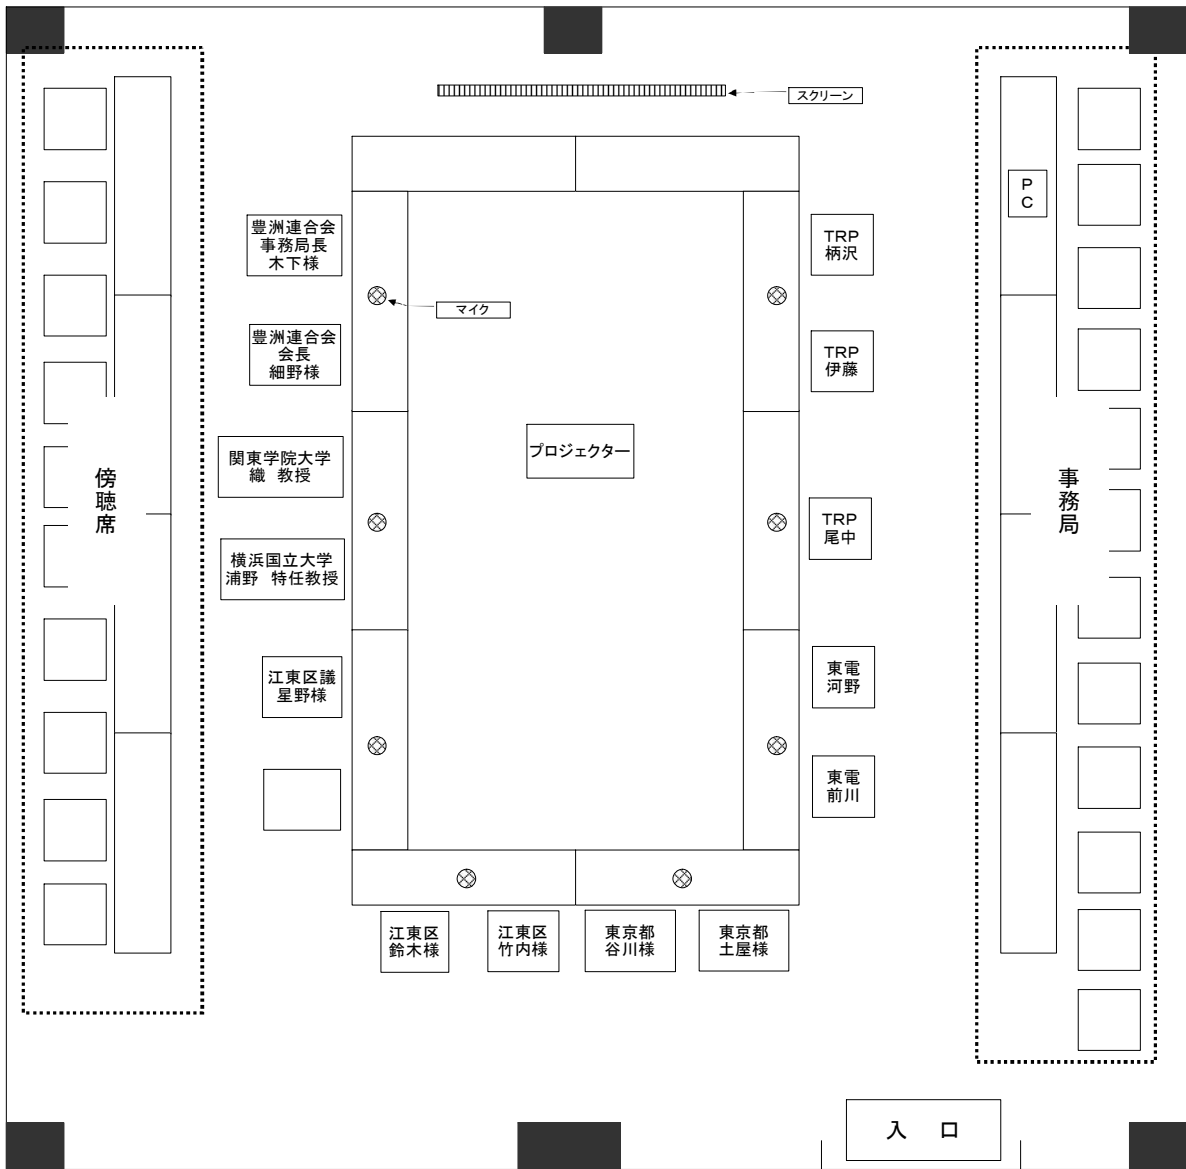 スクリーン
PC
豊洲連合会
事務局長
木下様
TRP
柄沢
マイク
豊洲連合会
会長
細野様
TRP
伊藤
プロジェクター
関東学院大学
織 教授
傍聴席
事務局
TRP
尾中
横浜国立大学
浦野 特任教授
江東区議
星野様
東電
河野
東電
前川
江東区
鈴木様
江東区
竹内様
東京都
谷川様
東京都
土屋様
入 口